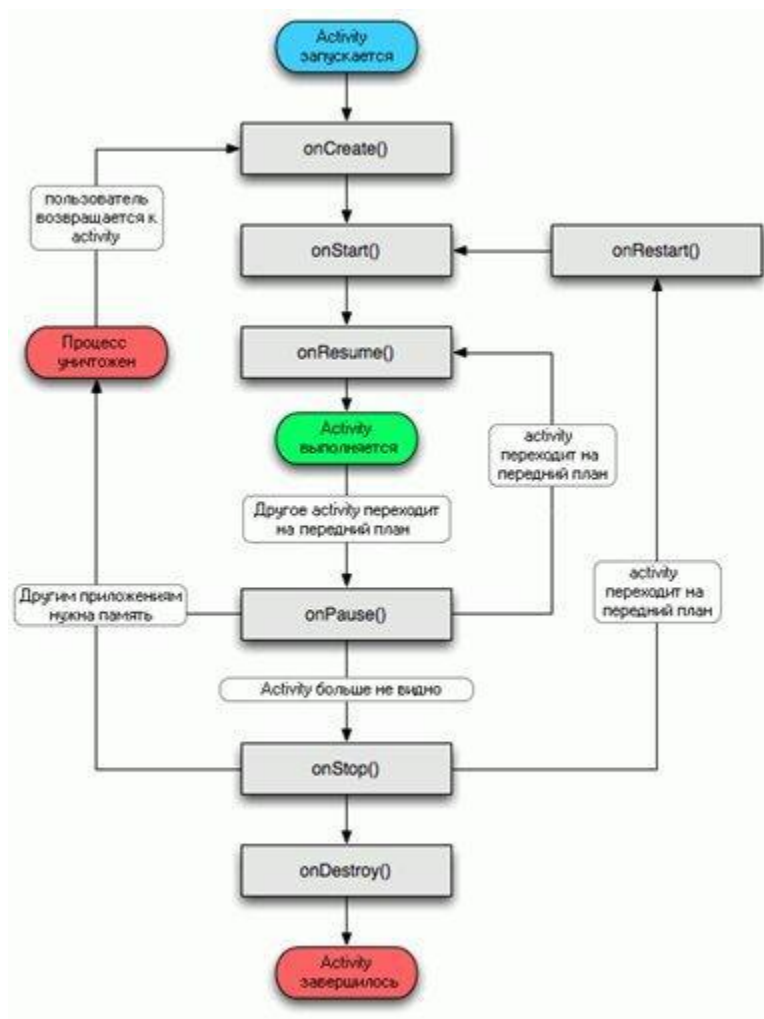 Activity
запускается
onCreate()
пользователь
возвращается к
activity
onStart()
onRestart()
Процесс
уничтожен
onResume()
Activity
выполняется
activity
переходит на
передний план
Другое activity переходит
на передний план
Другим приложениям
нужна память
onPause()
activity
переходит на
передний план
Activity больше не видно
onStop()
onDestroy()
Activity
завершилось